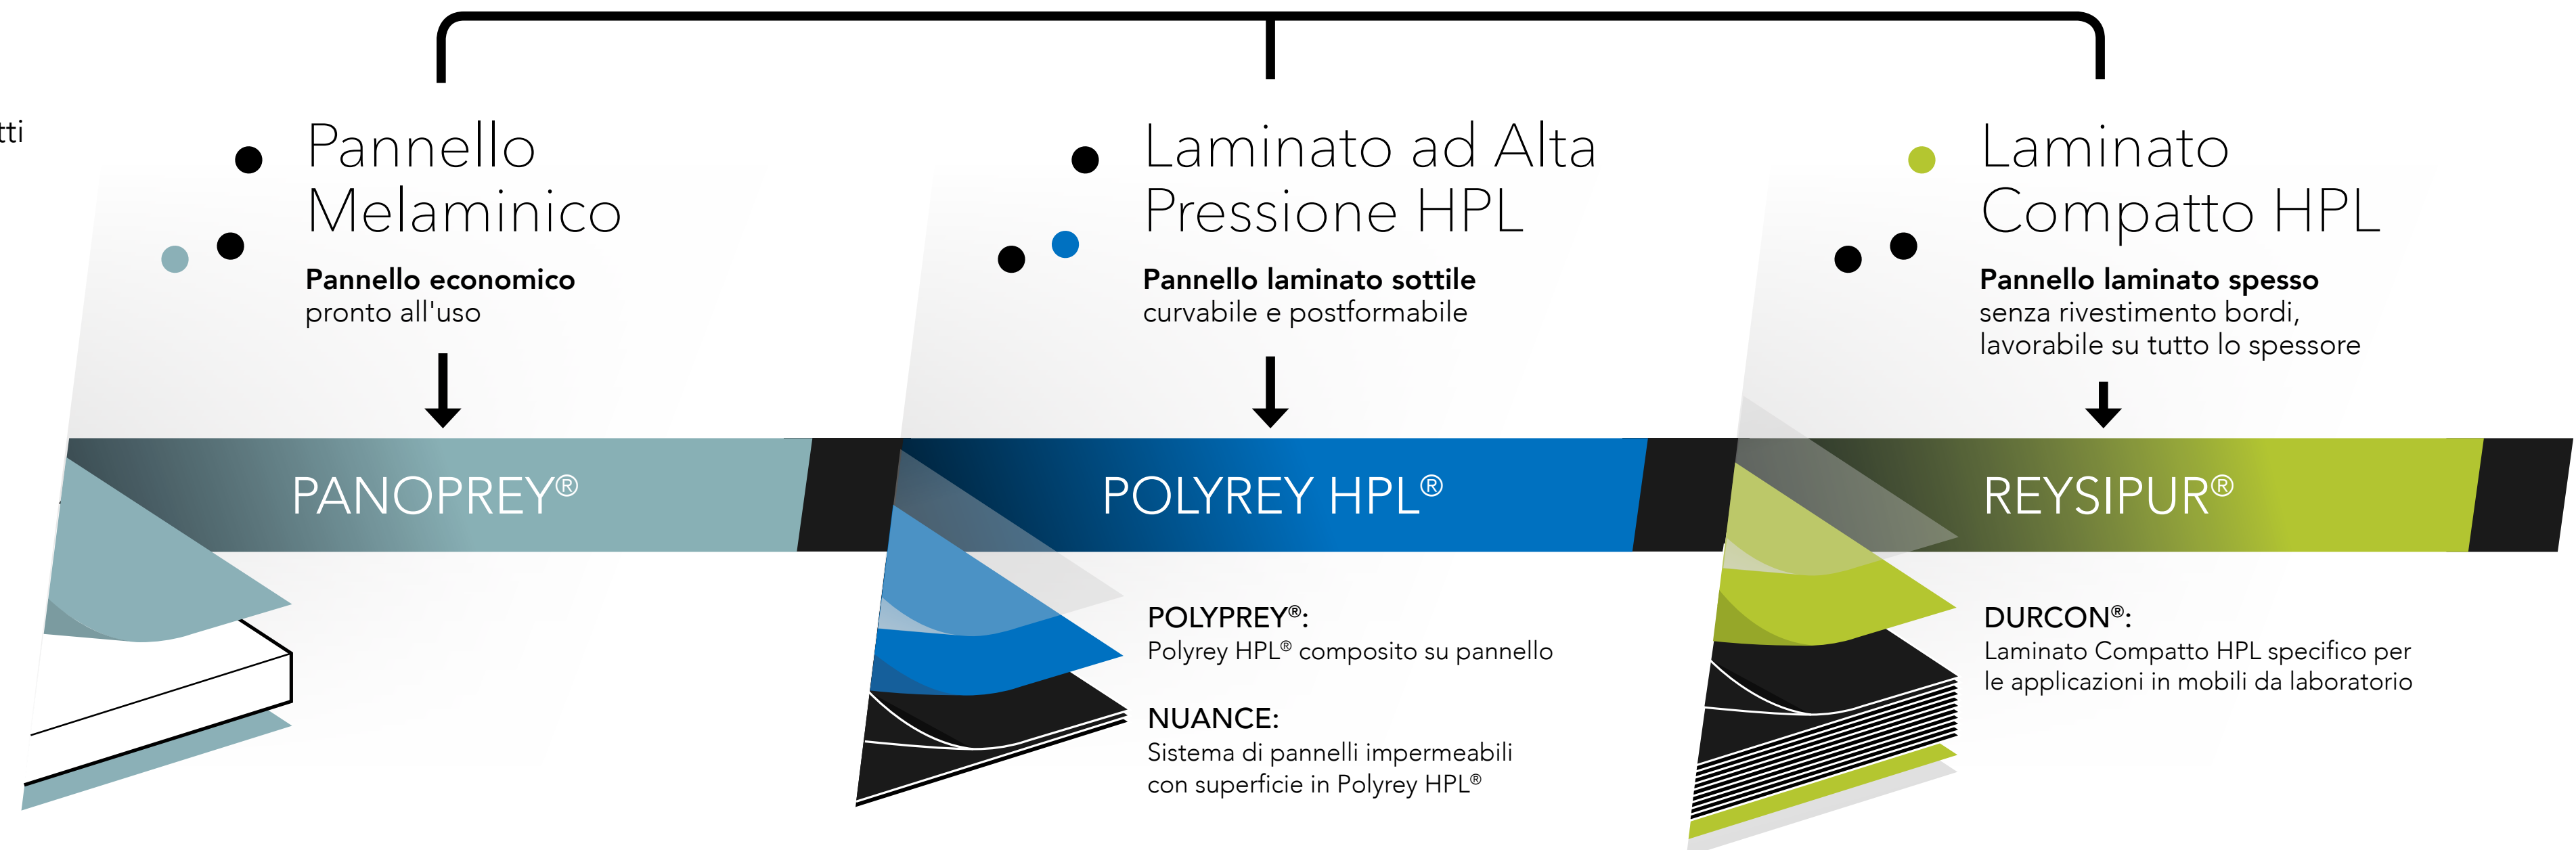 Pannello
Melaminico
Pannello economico
pronto all'uso
PANOPREY®
Laminato ad Alta
Pressione HPL
Pannello laminato sottile
curvabile e postformabile
POLYREY HPL®
POLYPREY®:
Polyrey HPL® composito su pannello
NUANCE:
Sistema di pannelli impermeabili
con superficie in Polyrey HPL®
Laminato
Compatto HPL
Pannello laminato spesso
senza rivestimento bordi,
lavorabile su tutto lo spessore
REYSIPUR®
DURCON®:
Laminato Compatto HPL specifico per
le applicazioni in mobili da laboratorio